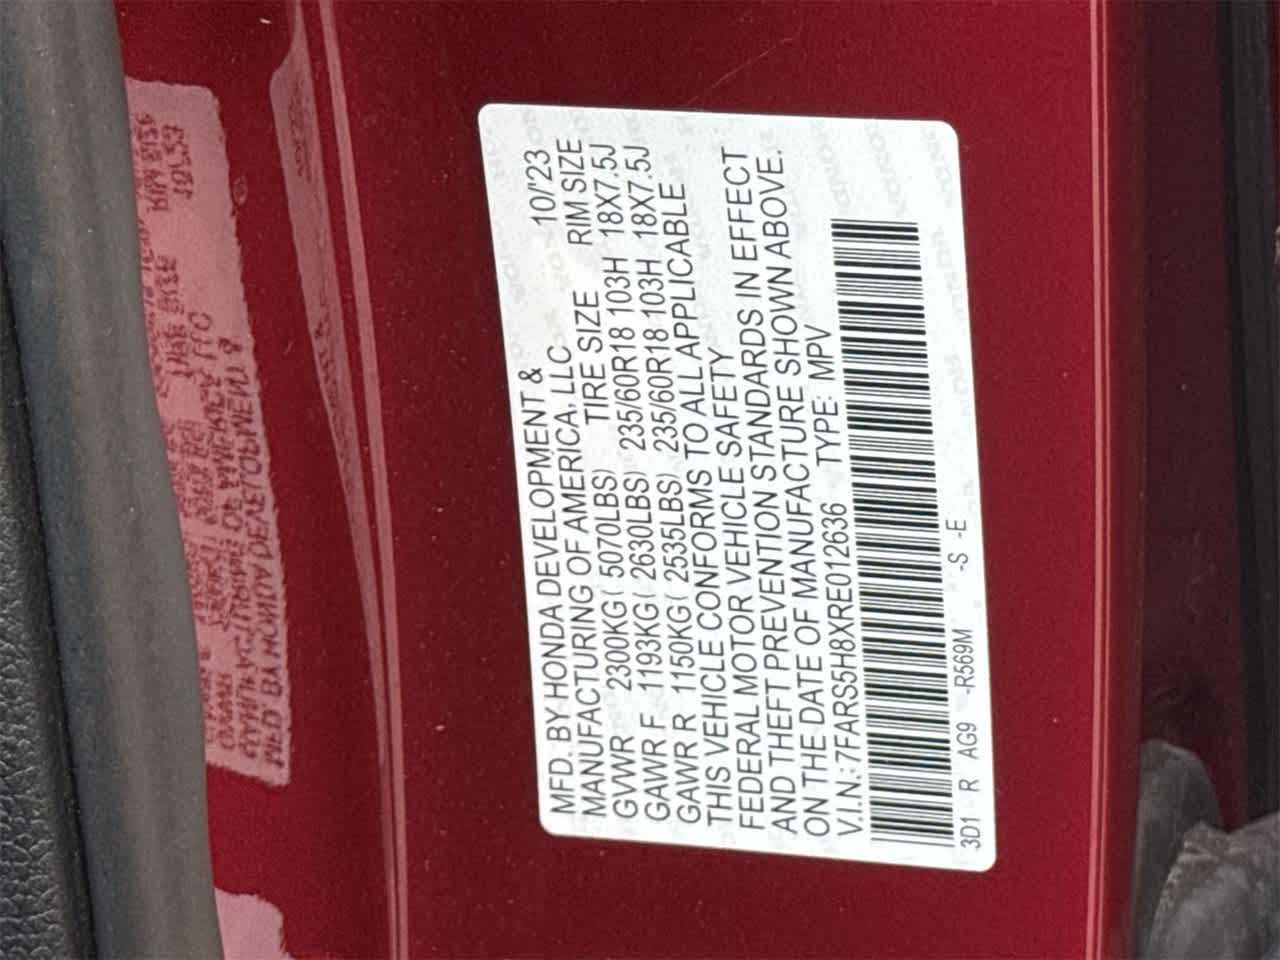 MFD. BY HONDA DEVELOPMENT & 10/'23
MANUFACTURING OF AMERICA, LLC
TIRE SIZE RIM SIZE
GVWR 2300KG( 5070LBS)
GAWR F 1193KG( 2630LBS) 235/60R18 103H 18X7.5J
GAWR R 1150KG( 2535LBS) 235/60R18 103H 18X7.5J
THIS VEHICLE CONFORMS TO ALL APPLICABLE
FEDERAL MOTOR VEHICLE SAFETY
AND THEFT PREVENTION STANDARDS IN EFFECT
ON THE DATE OF MANUFACTURE SHOWN ABOVE.
V.I.N.: 7FARS5H8XRE012636 TYPE: MPV
3D1 R AG9 -R569M -S -E